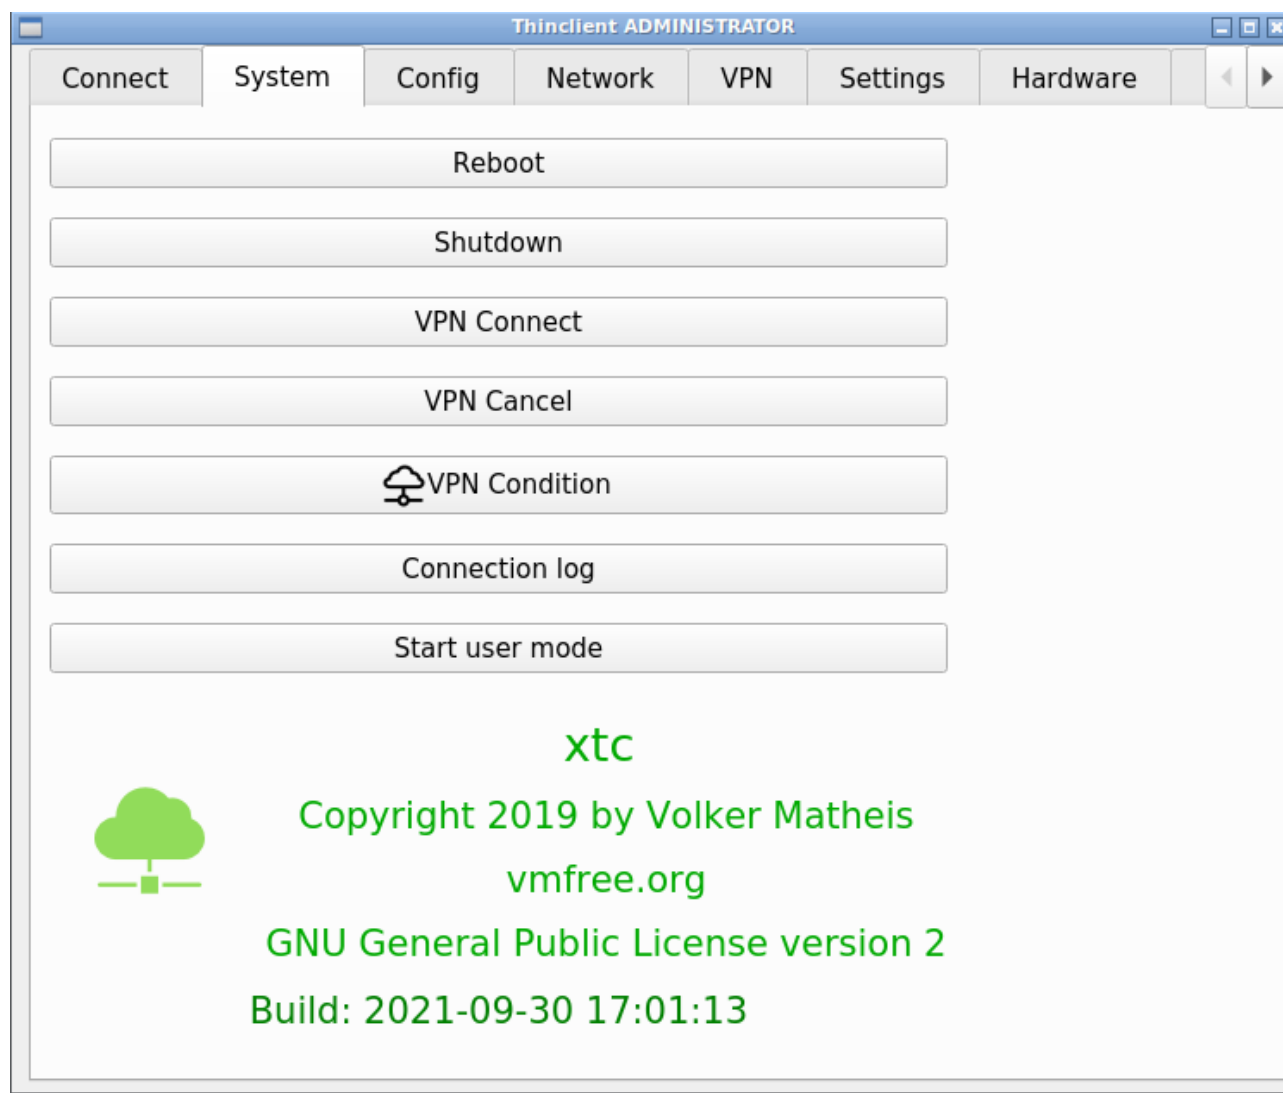 Thinclient ADMINISTRATOR
Connect System Config Network VPN Settings Hardware
Reboot
Shutdown
VPN Connect
VPN Cancel
VPN Condition
Connection log
Start user mode
xtc
Copyright 2019 by Volker Matheis
vmfree.org
GNU General Public License version 2
Build: 2021-09-30 17:01:13